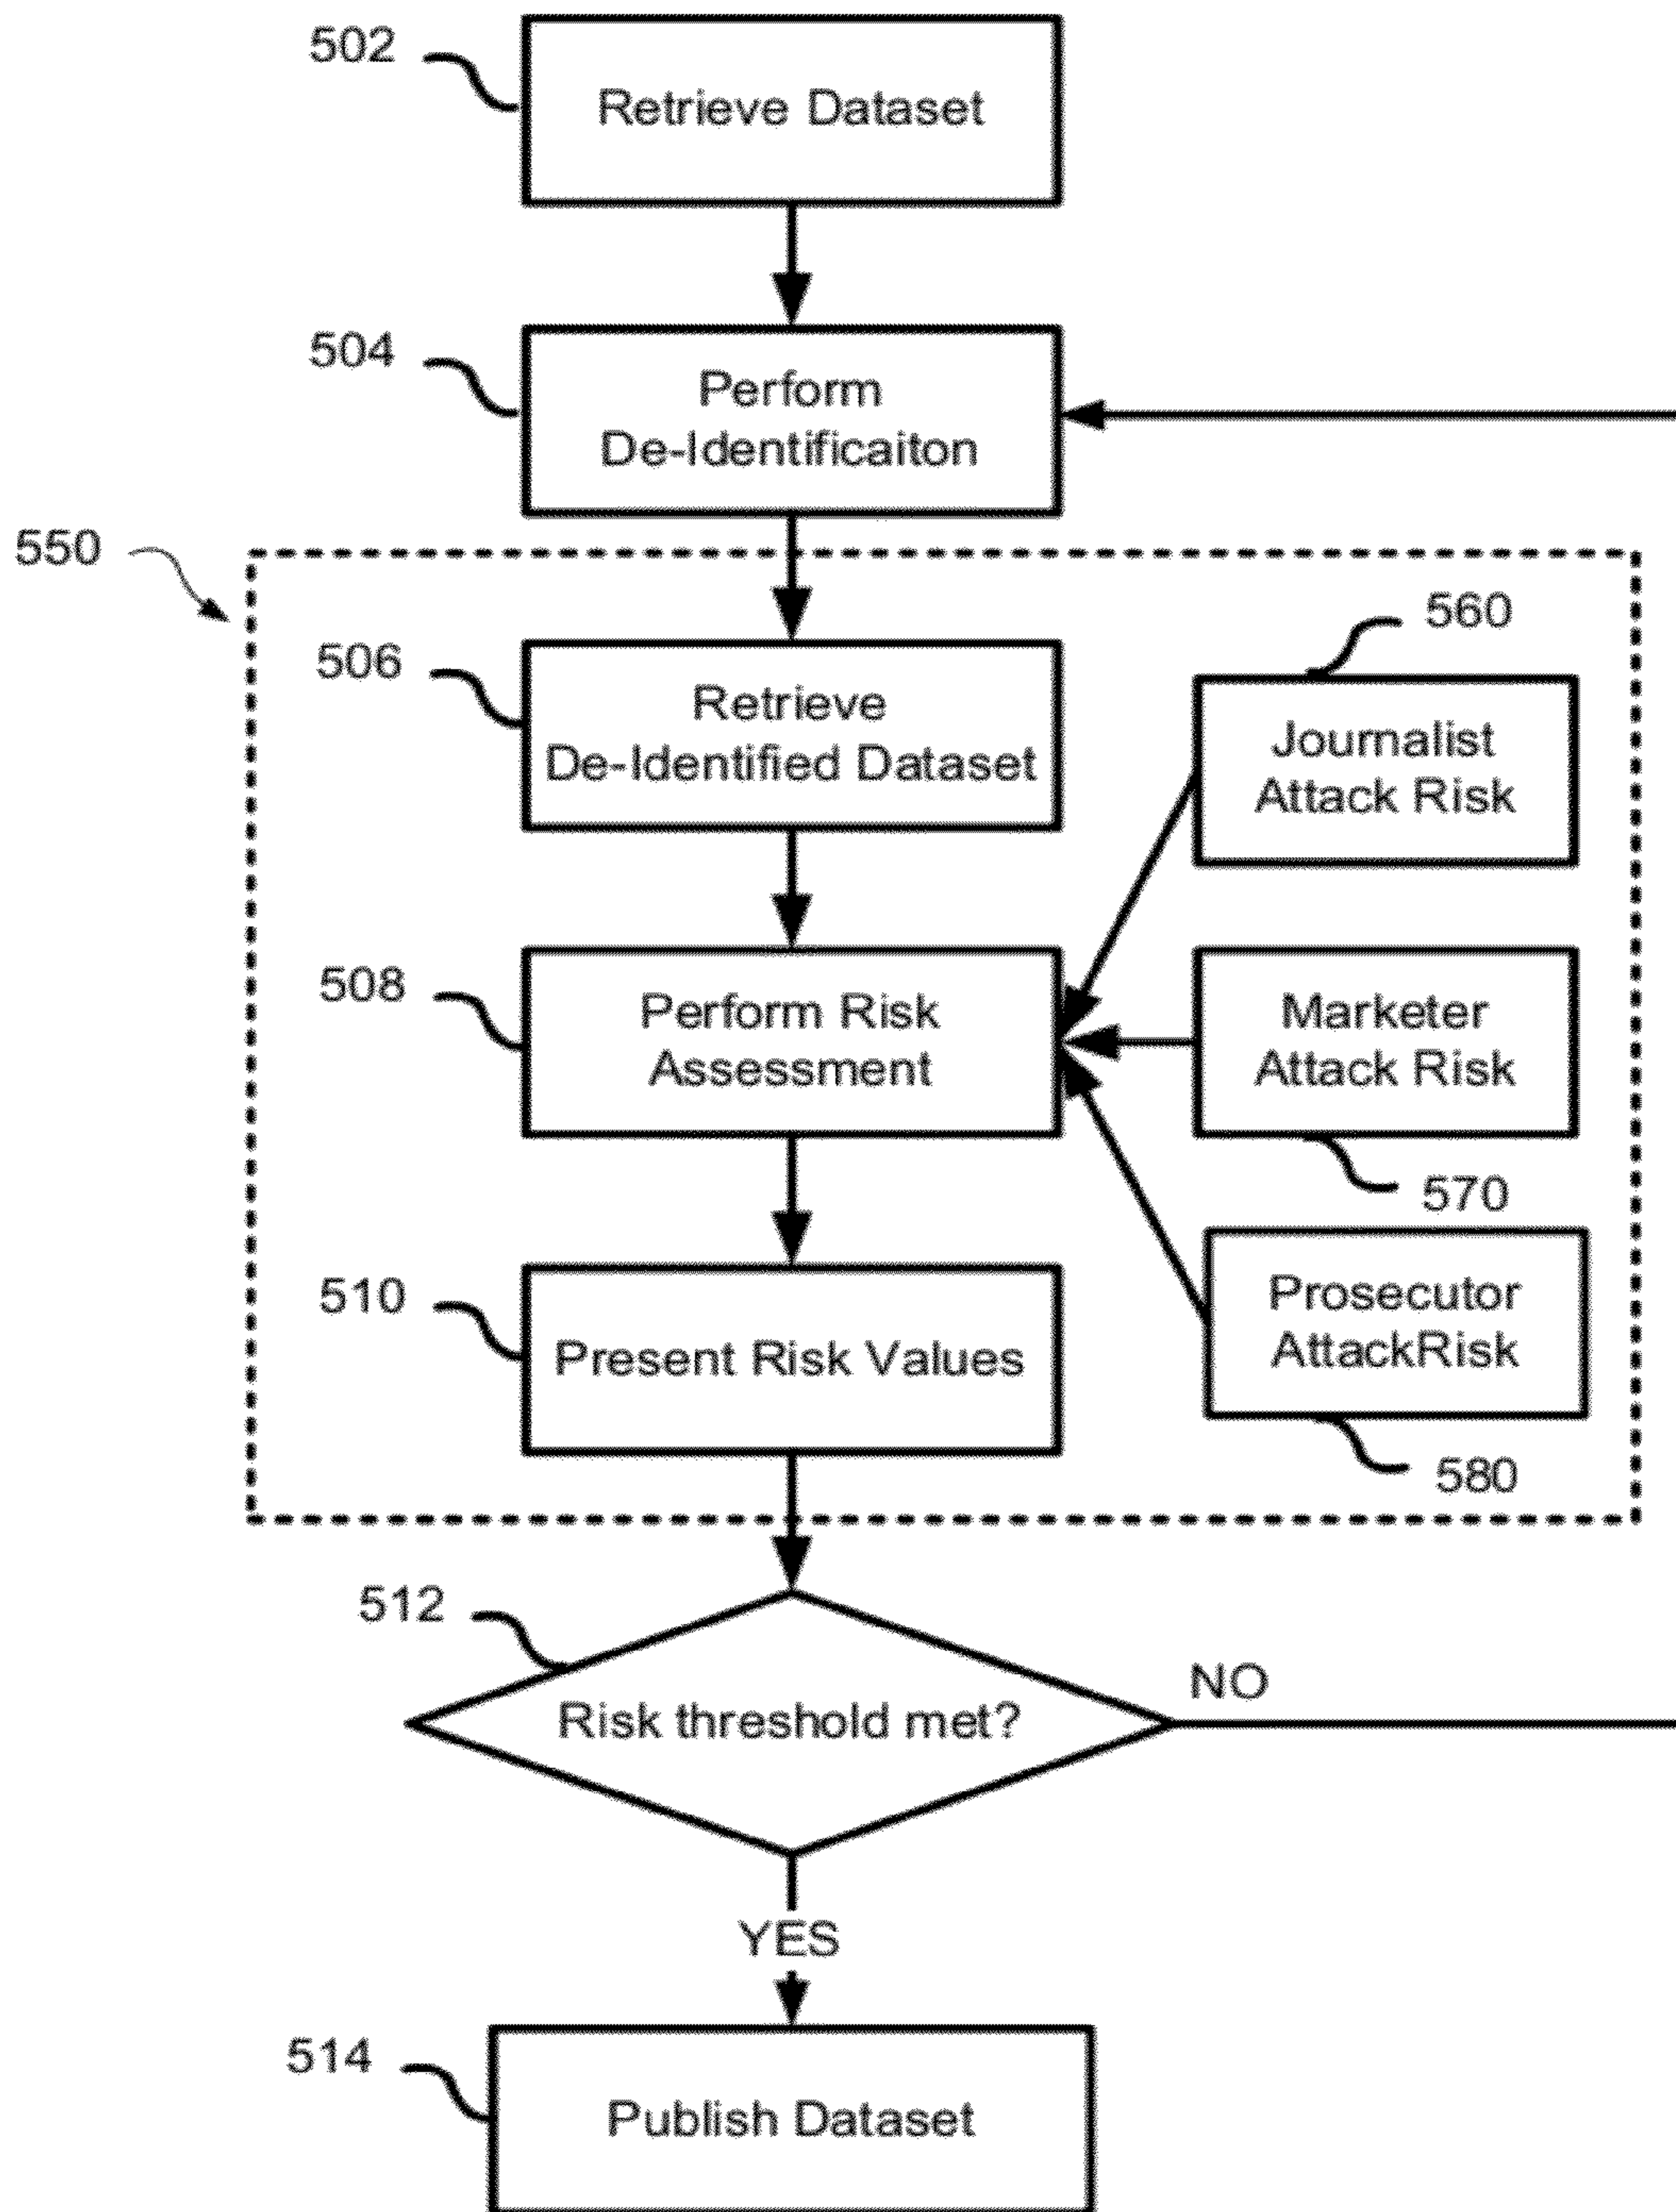 502
Retrieve Dataset
504
Perform
De-Identificaiton
550
506
Retrieve
De-Identified Dataset
560
Journalist
Attack Risk
508
Perform Risk
Assessment
Marketer
Attack Risk
570
510
Present Risk Values
Prosecutor
AttackRisk
580
512
Risk threshold met?
NO
YES
514
Publish Dataset